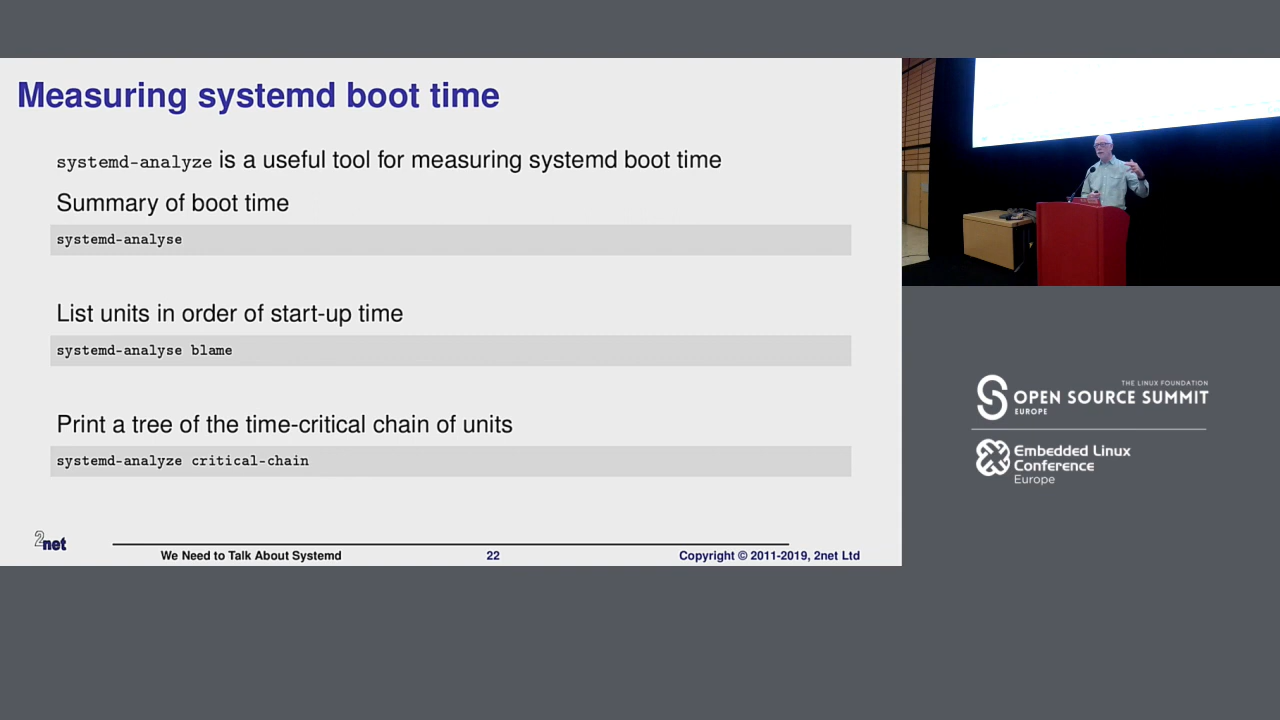 Measuring systemd boot time
systemd-analyze is a useful tool for measuring systemd boot time
Summary of boot time
systemd-analyse
List units in order of start-up time
systemd-analyse blame
Print a tree of the time-critical chain of units
systemd-analyze critical-chain
2net
We Need to Talk About Systemd
22
Copyright © 2011-2019, 2net Ltd
THE LINUX FOUNDATION
OPEN SOURCE SUMMIT
EUROPE
Embedded Linux
Conference
Europe